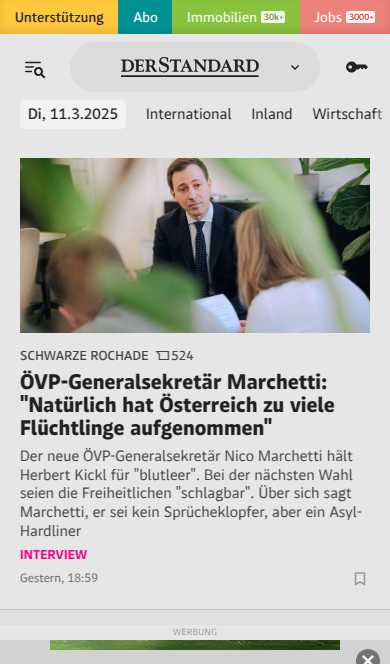 Unterstützung Abo Immobilien 30k+ Jobs 3000+
DERSTANDARD
Di, 11.3.2025 International Inland Wirtschaft
SCHWARZE ROCHADE 524
ÖVP-Generalsekretär Marchetti:
"Natürlich hat Österreich zu viele
Flüchtlinge aufgenommen"
Der neue ÖVP-Generalsekretär Nico Marchetti hält
Herbert Kickl für "blutleer". Bei der nächsten Wahl
seien die Freiheitlichen "schlagbar". Über sich sagt
Marchetti, er sei kein Sprücheklopfer, aber ein Asyl-
Hardliner
INTERVIEW
Gestern, 18:59
WERBUNG